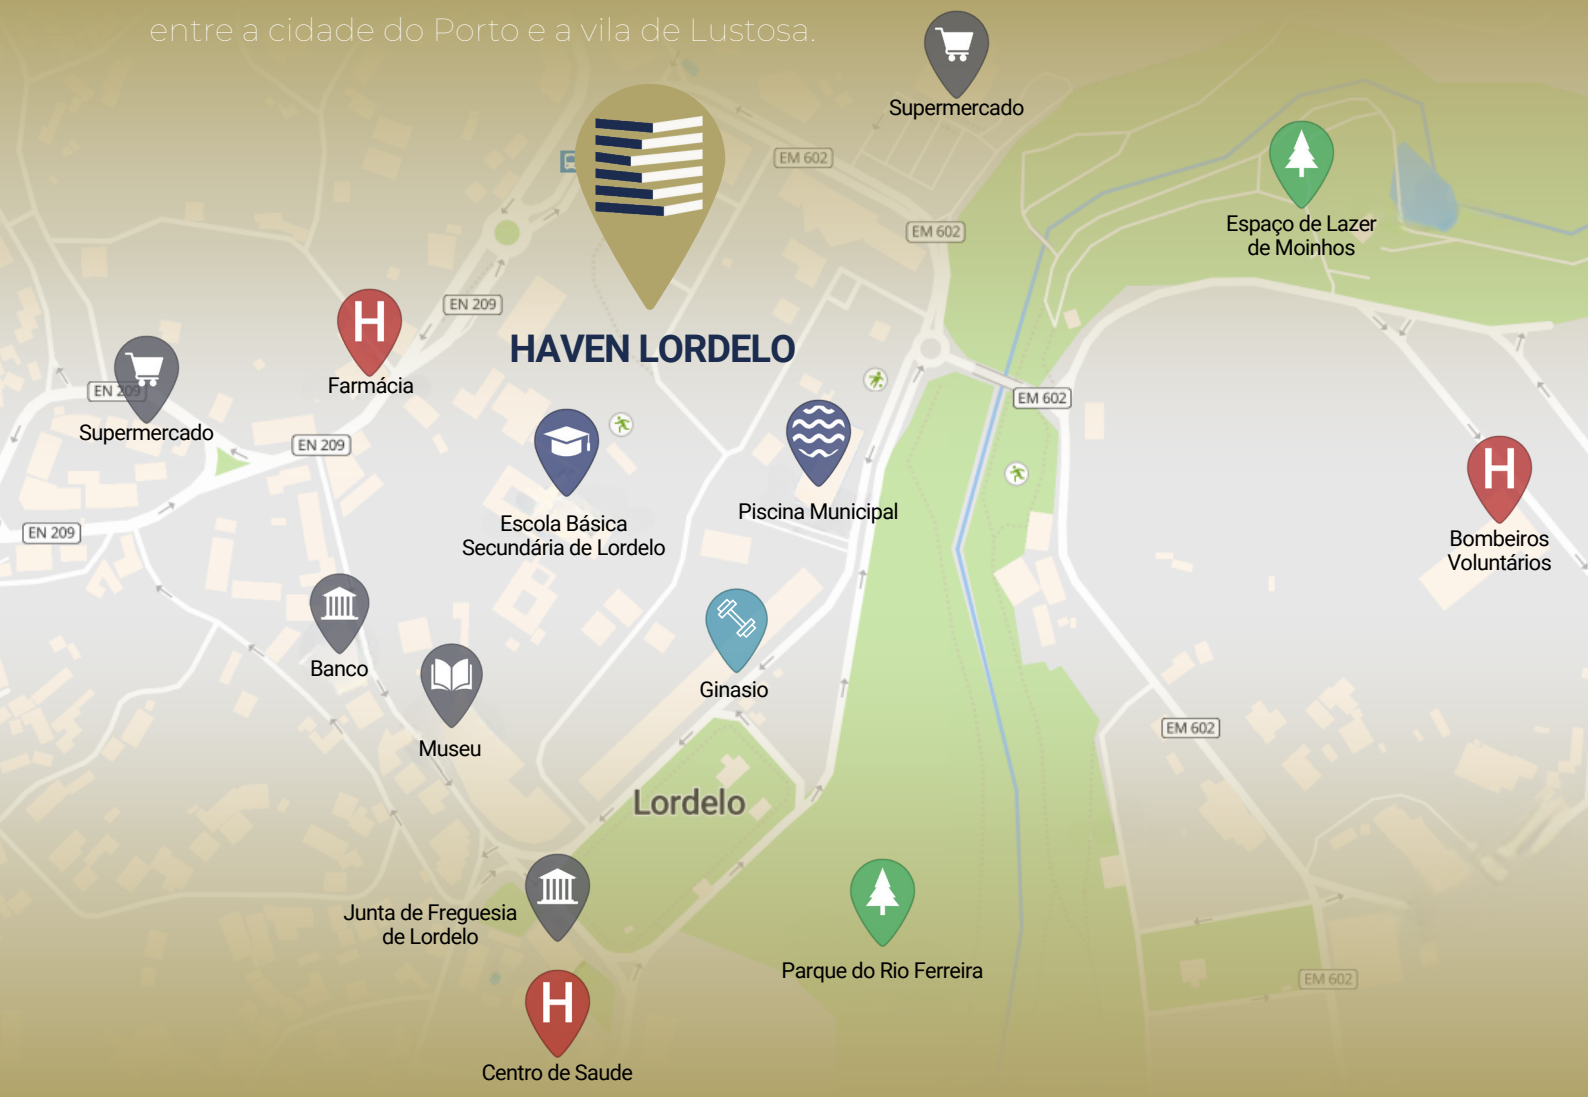 entre a cidade do Porto e a vila de Lustosa.
Supermercado
EM 602
EM 602
Espaço de Lazer
de Moinhos
EN 209
HAVEN LORDELO
Farmácia
EN 209
Supermercado
EM 602
EN 209
Escola Básica
Secundária de Lordelo
Piscina Municipal
EN 209
Bombeiros
Voluntários
Banco
Ginasio
Museu
EM 602
Lordelo
Junta de Freguesia
de Lordelo
Parque do Rio Ferreira
EM 602
Centro de Saude
H
H
H